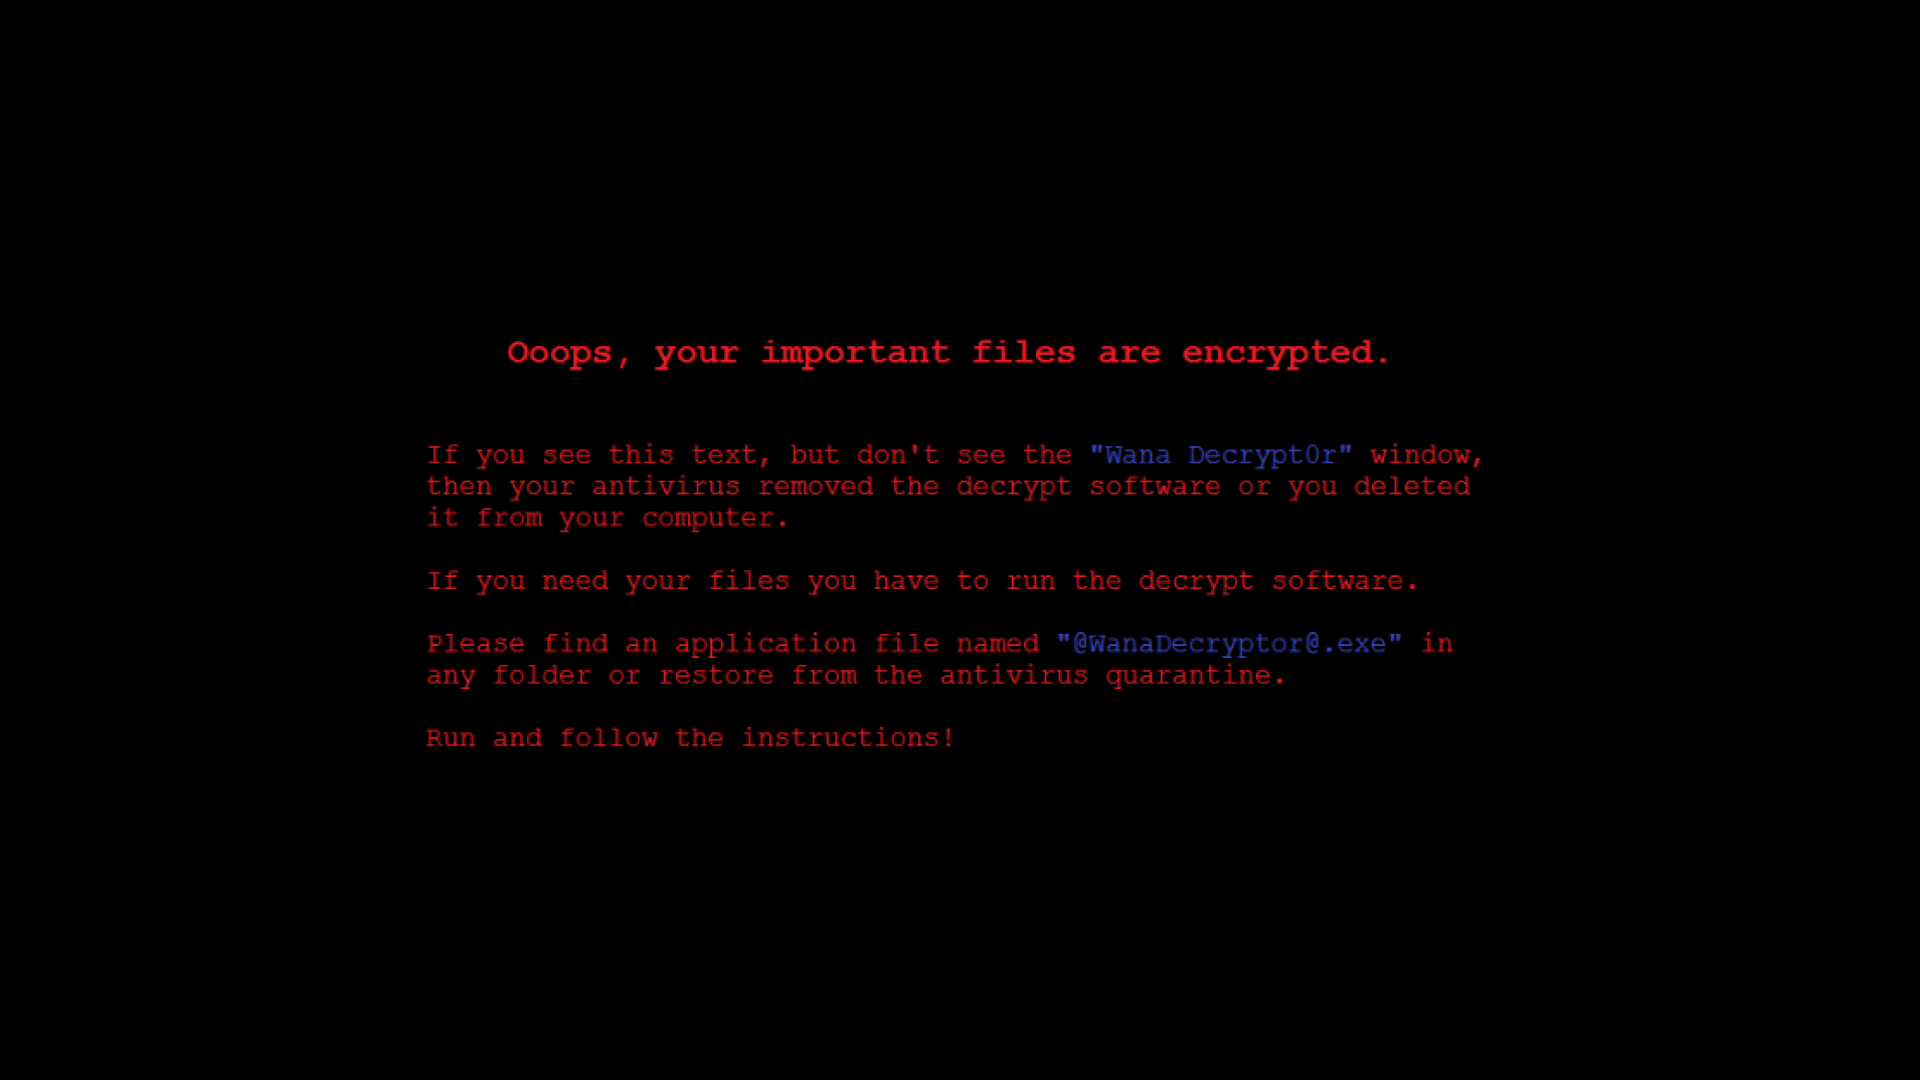 Ooops, your important files are encrypted.
If you see this text, but don't see the "Wana Decrypt0r" window,
then your antivirus removed the decrypt software or you deleted
it from your computer.
If you need your files you have to run the decrypt software.
Please find an application file named "@WanaDecryptor@.exe" in
any folder or restore from the antivirus quarantine.
Run and follow the instructions!